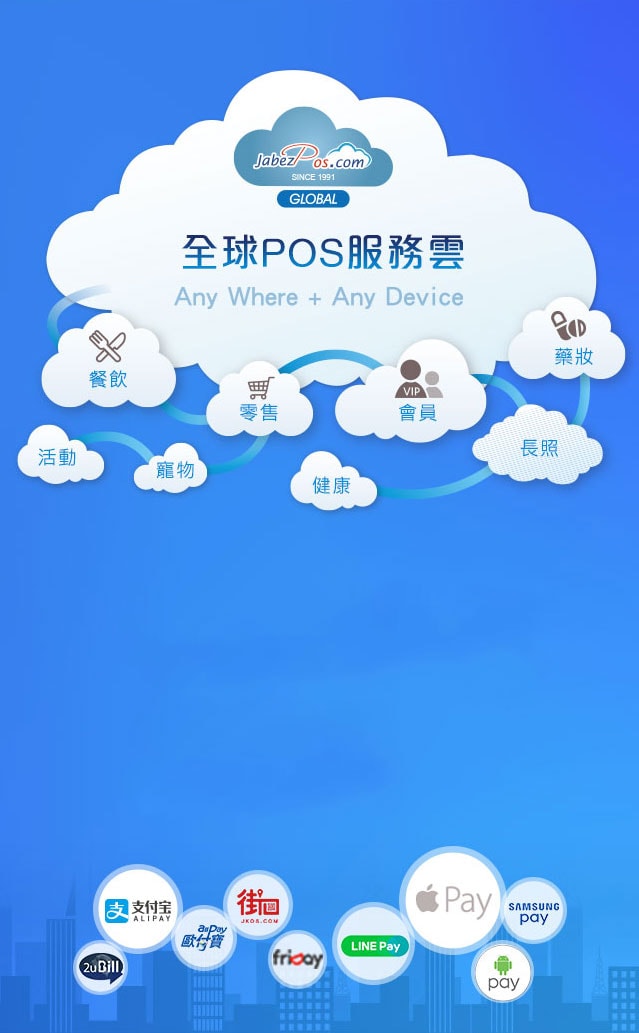 JabezPos.com
SINCE 1991
GLOBAL
全球POS服務雲
Any Where + Any Device
餐飲
零售
VIP
會員
藥妝
活動
寵物
健康
長照
支付宝
ALIPAY
2uBill
allPay
歐付寶
街口
JKOS.COM
friday
LINE Pay
Pay
SAMSUNG
pay
pay